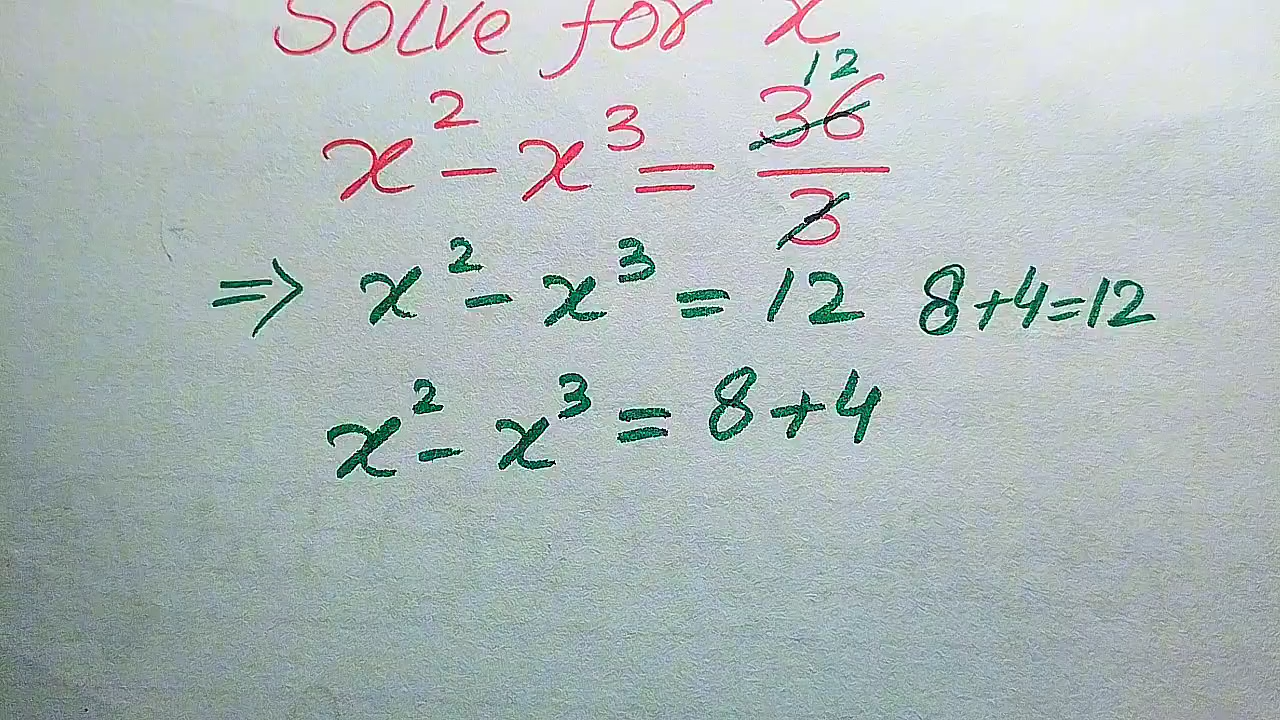 Solve for x
x² - x³ = 36/3
12
⇒ x² - x³ = 12 8+4=12
x² - x³ = 8+4